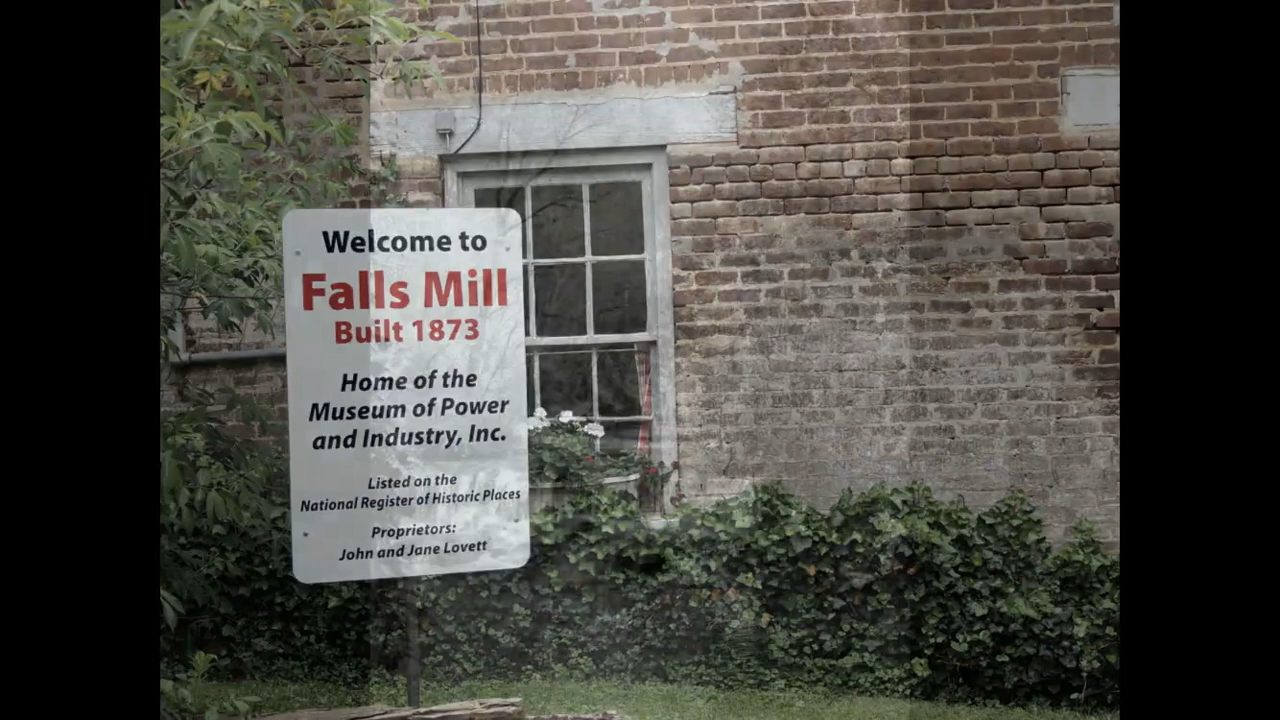 Welcome to
Falls Mill
Built 1873
Home of the
Museum of Power
and Industry, Inc.
Listed on the
National Register of Historic Places
Proprietors:
John and Jane Lovett